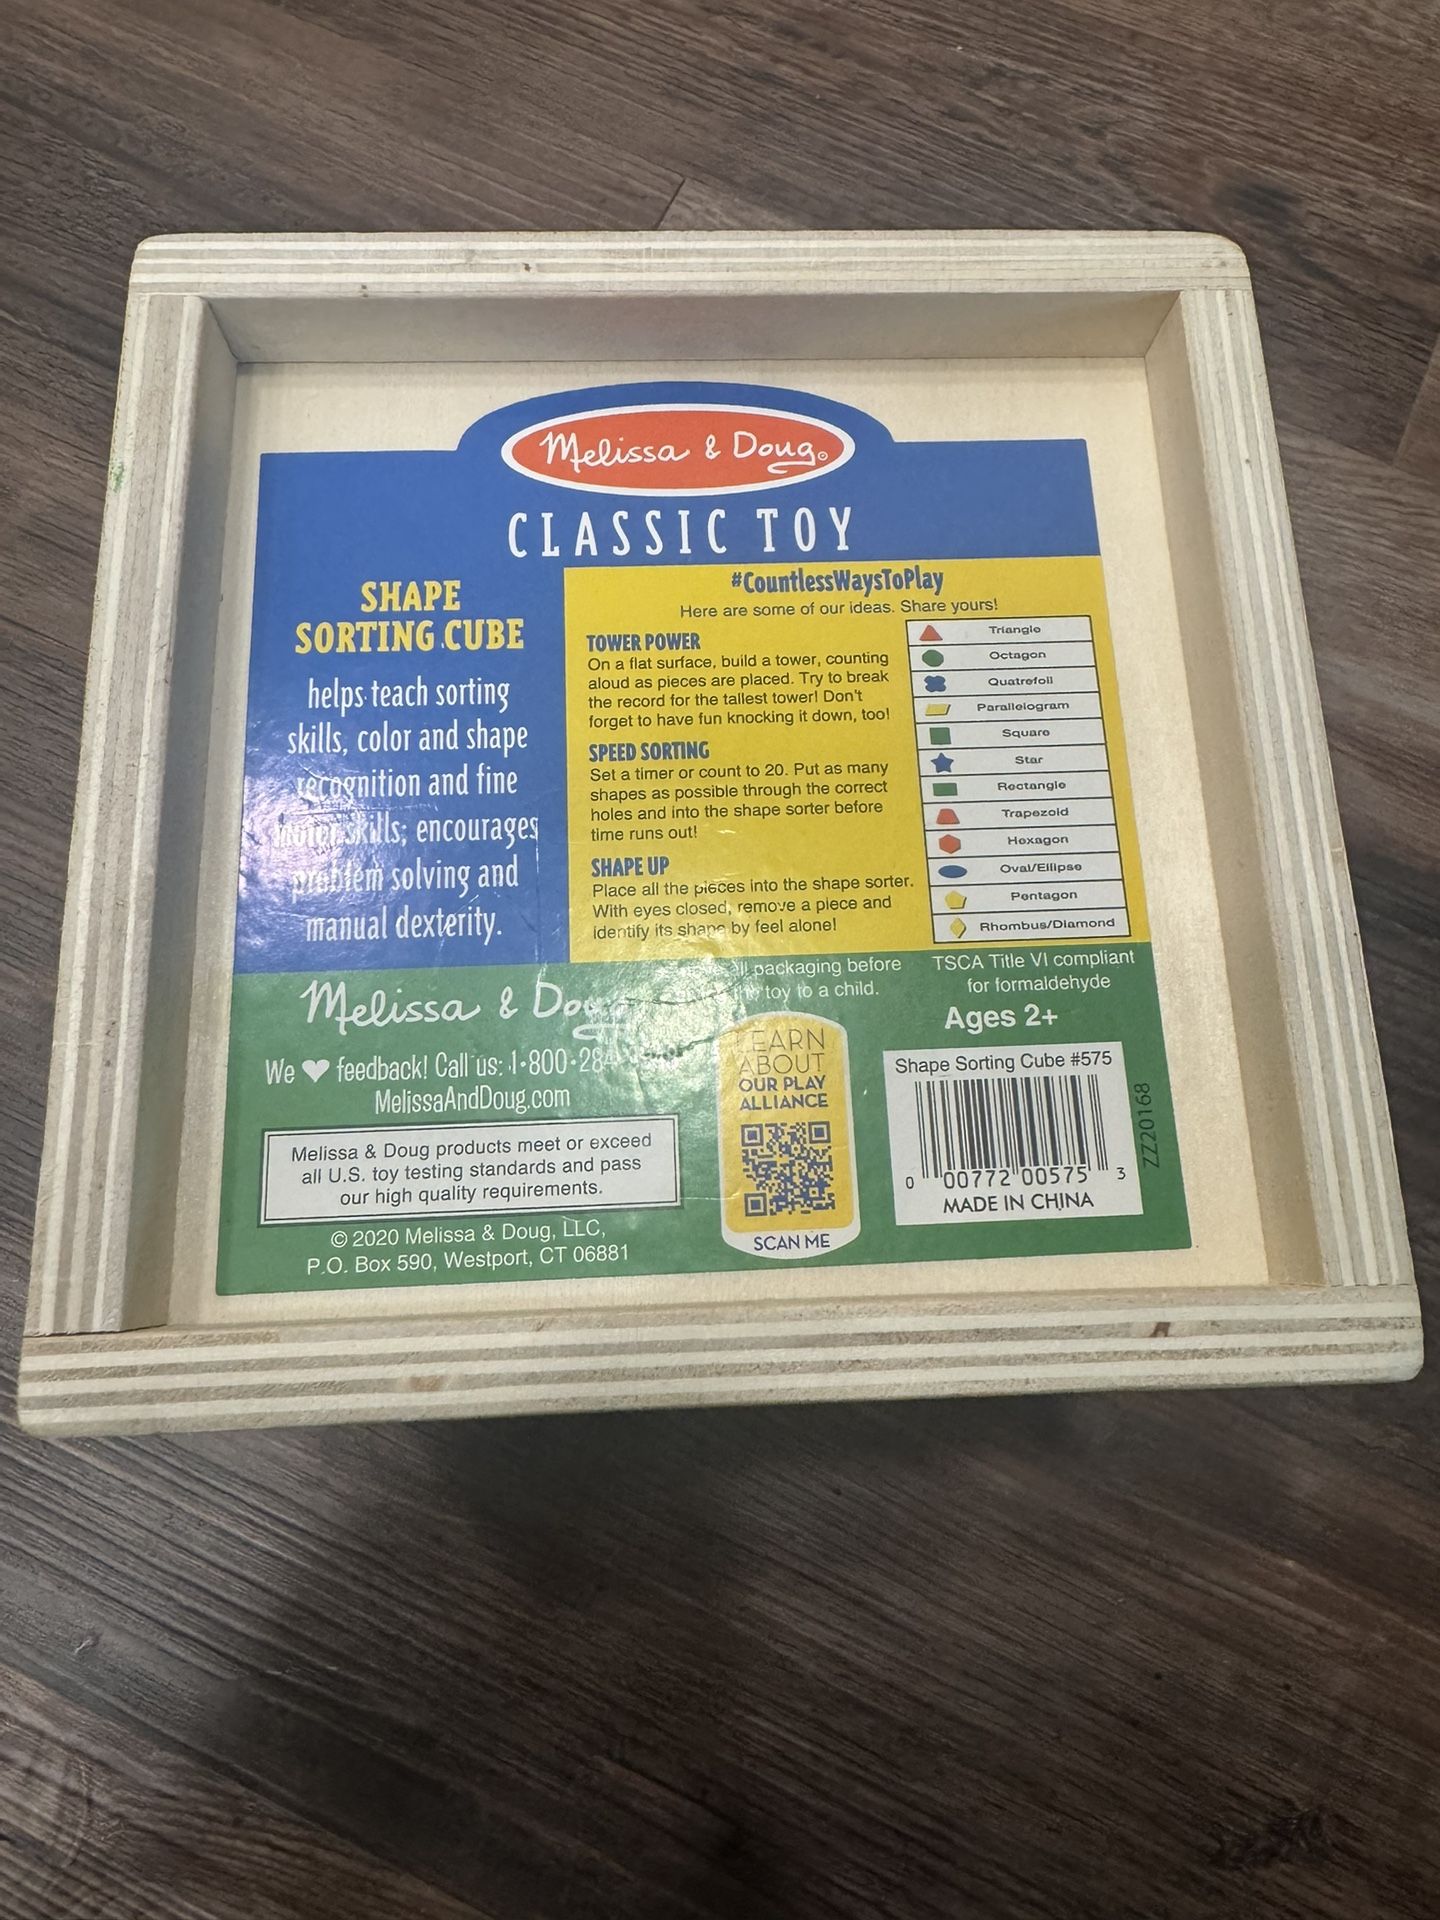 Melissa & Doug®
CLASSIC TOY
SHAPE
SORTING CUBE
helps teach sorting
skills, color and shape
recognition and fine
motor skills; encourages
problem solving and
manual dexterity.
#CountlessWaysToPlay
Here are some of our ideas. Share yours!
TOWER POWER
On a flat surface, build a tower, counting
aloud as pieces are placed. Try to break
the record for the tallest tower! Don't
forget to have fun knocking it down, too!
SPEED SORTING
Set a timer or count to 20. Put as many
shapes as possible through the correct
holes and into the shape sorter before
time runs out!
SHAPE UP
Place all the pieces into the shape sorter.
With eyes closed, remove a piece and
identify its shape by feel alone!
Triangle
Octagon
Quatrefoil
Parallelogram
Square
Star
Rectangle
Trapezoid
Hexagon
Oval/Ellipse
Pentagon
Rhombus/Diamond
Melissa & Doug
We ♥ feedback! Call us: 1-800-28
MelissaAndDoug.com
Melissa & Doug products meet or exceed
all U.S. toy testing standards and pass
our high quality requirements.
© 2020 Melissa & Doug, LLC,
P.O. Box 590, Westport, CT 06881
all packaging before
toy to a child.
LEARN
ABOUT
OUR PLAY
ALLIANCE
SCAN ME
TSCA Title VI compliant
for formaldehyde
Ages 2+
Shape Sorting Cube #575
0 00772 00575 3
MADE IN CHINA
ZZ20168